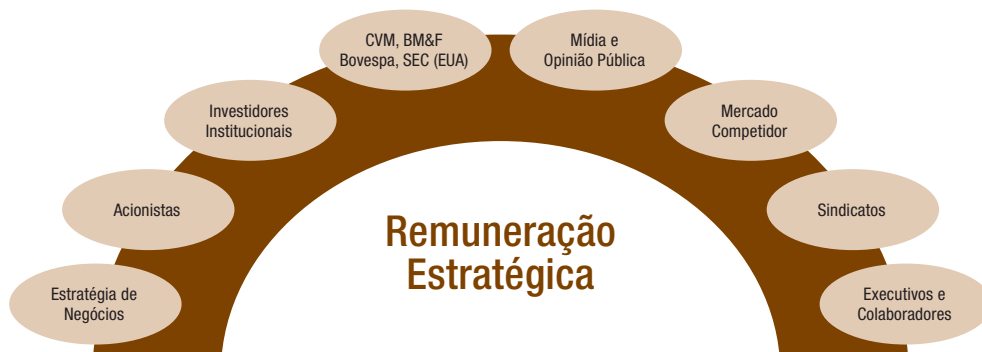 CVM, BM&F
Bovespa, SEC (EUA)
Mídia e
Opinião Pública
Investidores
Institucionais
Mercado
Competidor
Acionistas
Sindicatos
Remuneração
Estratégica
Estratégia de
Negócios
Executivos e
Colaboradores